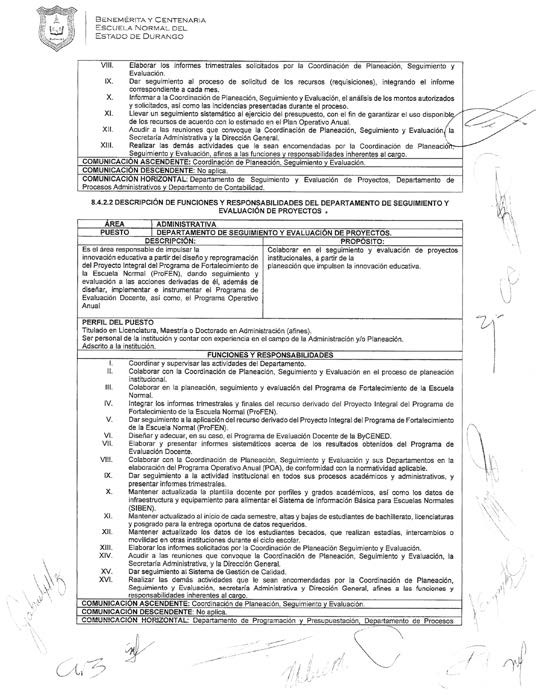 BENEMÉRITA Y CENTENARIA
ESCUELA NORMAL DEL
ESTADO DE DURANGO
VIII. Elaborar los informes trimestrales solicitados por la Coordinación de Planeación, Seguimiento y
Evaluación.
IX. Dar seguimiento al proceso de solicitud de los recursos (requisiciones), integrando el informe
correspondiente a cada mes.
X. Informar a la Coordinación de Planeación, Seguimiento y Evaluación, el análisis de los montos autorizados
y solicitados, así como las incidencias presentadas durante el proceso.
XI. Llevar un seguimiento sistemático al ejercicio del presupuesto, con el fin de garantizar el uso disponible
de los recursos de acuerdo con lo estimado en el Plan Operativo Anual.
XII. Acudir a las reuniones que convoque la Coordinación de Planeación, Seguimiento y Evaluación, la
Secretaría Administrativa y la Dirección General.
XIII. Realizar las demás actividades que le sean encomendadas por la Coordinación de Planeación,
Seguimiento y Evaluación, afines a las funciones y responsabilidades inherentes al cargo.
COMUNICACIÓN ASCENDENTE: Coordinación de Planeación, Seguimiento y Evaluación.
COMUNICACIÓN DESCENDENTE: No aplica.
COMUNICACIÓN HORIZONTAL: Departamento de Seguimiento y Evaluación de Proyectos, Departamento de
Procesos Administrativos y Departamento de Contabilidad.
8.4.2.2 DESCRIPCIÓN DE FUNCIONES Y RESPONSABILIDADES DEL DEPARTAMENTO DE SEGUIMIENTO Y
EVALUACIÓN DE PROYECTOS .
ÁREA ADMINISTRATIVA
PUESTO DEPARTAMENTO DE SEGUIMIENTO Y EVALUACIÓN DE PROYECTOS.
DESCRIPCIÓN: PROPÓSITO:
Es el área responsable de impulsar la
innovación educativa a partir del diseño y reprogramación
del Proyecto Integral del Programa de Fortalecimiento de
la Escuela Normal (ProFEN), dando seguimiento y
evaluación a las acciones derivadas de él, además de
diseñar, implementar e instrumentar el Programa de
Evaluación Docente, así como, el Programa Operativo
Anual.
Colaborar en el seguimiento y evaluación de proyectos
institucionales, a partir de la
planeación que impulsen la innovación educativa.
PERFIL DEL PUESTO
Titulado en Licenciatura, Maestría o Doctorado en Administración (afines).
Ser personal de la institución y contar con experiencia en el campo de la Administración y/o Planeación.
Adscrito a la institución.
FUNCIONES Y RESPONSABILIDADES
I. Coordinar y supervisar las actividades del Departamento.
II. Colaborar con la Coordinación de Planeación, Seguimiento y Evaluación en el proceso de planeación
institucional.
III. Colaborar en la planeación, seguimiento y evaluación del Programa de Fortalecimiento de la Escuela
Normal.
IV. Integrar los informes trimestrales y finales del recurso derivado del Proyecto Integral del Programa de
Fortalecimiento de la Escuela Normal (ProFEN).
V. Dar seguimiento a la aplicación del recurso derivado del Proyecto Integral del Programa de Fortalecimiento
de la Escuela Normal (ProFEN).
VI. Diseñar y adecuar, en su caso, el Programa de Evaluación Docente de la ByCENED.
VII. Elaborar y presentar informes sistemáticos acerca de los resultados obtenidos del Programa de
Evaluación Docente.
VIII. Colaborar con la Coordinación de Planeación, Seguimiento y Evaluación y sus Departamentos en la
elaboración del Programa Operativo Anual (POA), de conformidad con la normatividad aplicable.
IX. Dar seguimiento a la actividad institucional en todos sus procesos académicos y administrativos, y
presentar informes trimestrales.
X. Mantener actualizada la plantilla docente por perfiles y grados académicos, así como los datos de
infraestructura y equipamiento para alimentar el Sistema de Información Básica para Escuelas Normales
(SIBEN).
XI. Mantener actualizado al inicio de cada semestre, altas y bajas de estudiantes de bachillerato, licenciaturas
y posgrado para la entrega oportuna de datos requeridos.
XII. Mantener actualizado los datos de los estudiantes becados, que realizan estadías, intercambios o
movilidad en otras instituciones durante el ciclo escolar.
XIII. Elaborar los informes solicitados por la Coordinación de Planeación Seguimiento y Evaluación.
XIV. Acudir a las reuniones que convoque la Coordinación de Planeación, Seguimiento y Evaluación, la
Secretaría Administrativa, y la Dirección General.
XV. Dar seguimiento al Sistema de Gestión de Calidad.
XVI. Realizar las demás actividades que le sean encomendadas por la Coordinación de Planeación,
Seguimiento y Evaluación, secretaría Administrativa y Dirección General, afines a las funciones y
responsabilidades inherentes al cargo.
COMUNICACIÓN ASCENDENTE: Coordinación de Planeación, Seguimiento y Evaluación.
COMUNICACIÓN DESCENDENTE: No aplica.
COMUNICACIÓN HORIZONTAL: Departamento de Programación y Presupuestación, Departamento de Procesos